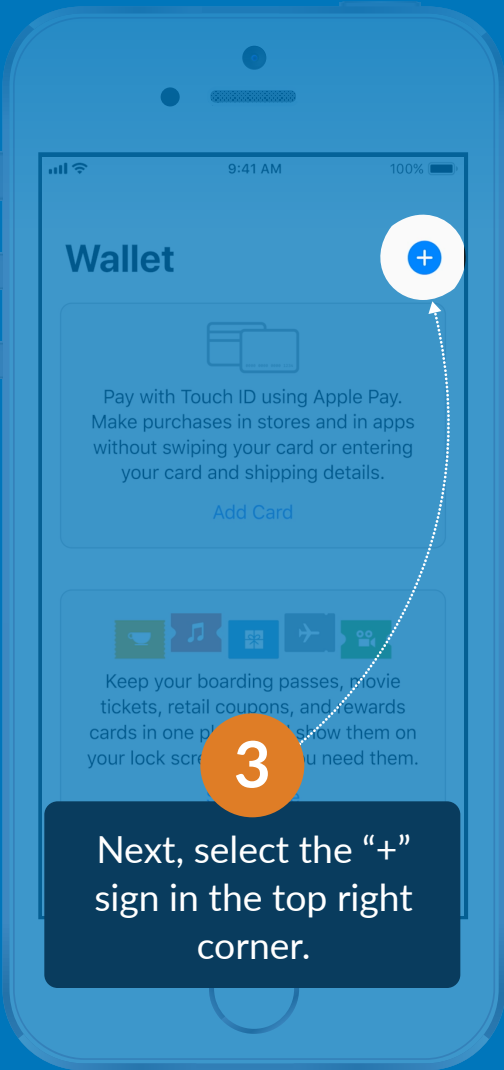 9:41 AM
100%
Wallet
+
Pay with Touch ID using Apple Pay.
Make purchases in stores and in apps
without swiping your card or entering
your card and shipping details.
Add Card
Keep your boarding passes, movie
tickets, retail coupons, and rewards
cards in one show them on
your lock need them.
3
Next, select the “+”
sign in the top right
corner.